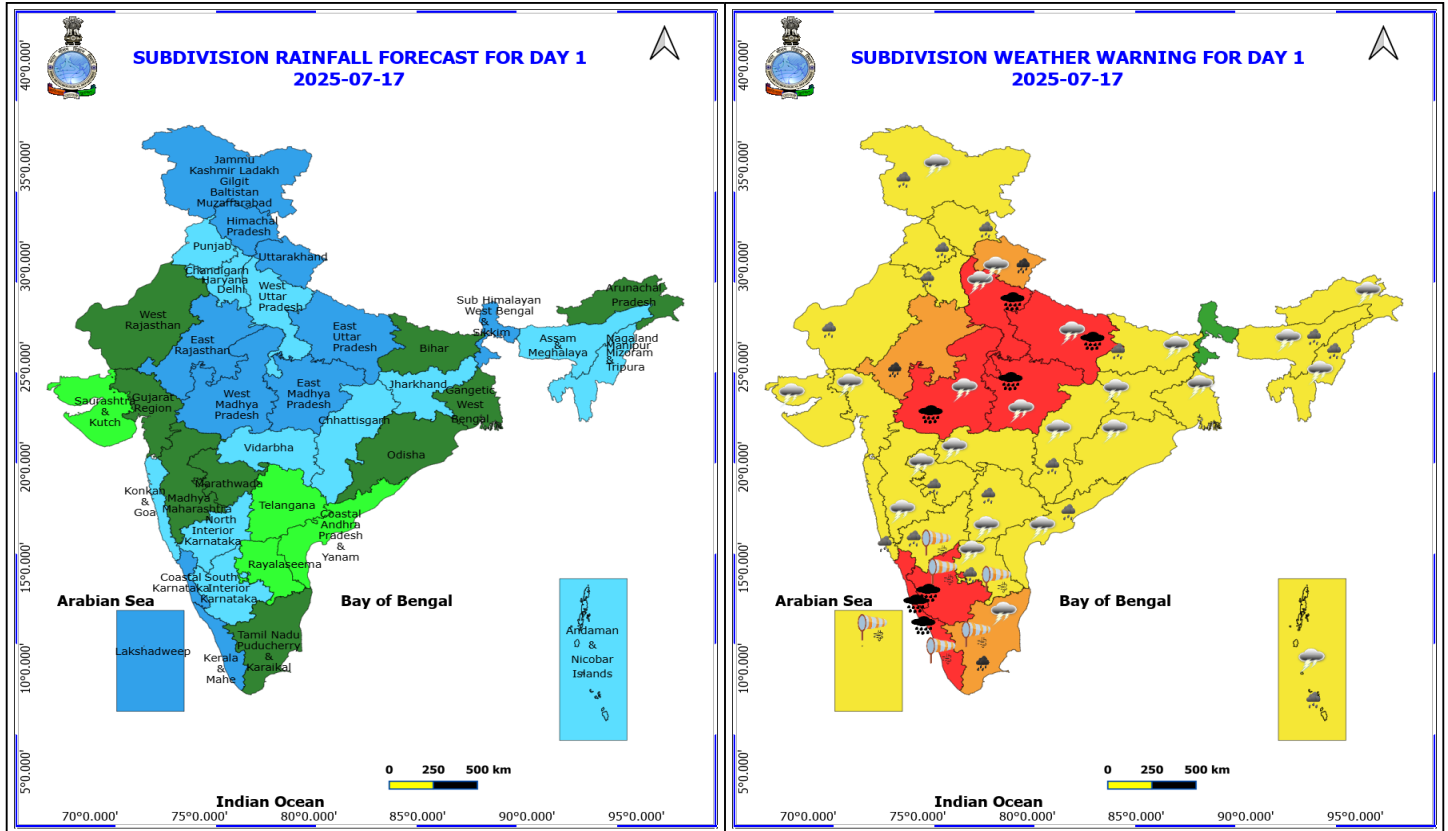 SUBDIVISION RAINFALL FORECAST FOR DAY 1
2025-07-17
40°0.000'
35°0.000'
30°0.000'
25°0.000'
20°0.000'
15°0.000'
10°0.000'
5°0.000'
Jammu
Kashmir Ladakh
Gilgit
Baltistan
Muzaffarabad
Himachal
Pradesh
Punjab
Uttarakhand
Chandigarh
Haryana
Delhi
West
Uttar
Pradesh
West
Rajasthan
East
Rajasthan
East
Uttar
Pradesh
Bihar
Sub Himalayan
West Bengal
&
Sikkim
Arunachal
Pradesh
Assam
&
Meghalaya
Nagaland
Manipur
Mizoram
&
Tripura
Saurashtra
&
Kutch
Gujarat
Region
West
Madhya
Pradesh
East
Madhya
Pradesh
Jharkhand
Gangetic
West
Bengal
Chhattisgarh
Vidarbha
Odisha
Konkan
&
Goa
Madhya
Maharashtra
Marathwada
Telangana
North
Interior
Karnataka
Coastal
Andhra
Pradesh
&
Yanam
Rayalaseema
Coastal
Karnataka
South
Interior
Karnataka
Tamil Nadu
Puducherry
&
Karaikal
Kerala
&
Mahe
Lakshadweep
Andaman
&
Nicobar
Islands
Arabian Sea
Bay of Bengal
Indian Ocean
0 250 500 km
70°0.000' 75°0.000' 80°0.000' 85°0.000' 90°0.000' 95°0.000'
SUBDIVISION WEATHER WARNING FOR DAY 1
2025-07-17
40°0.000'
35°0.000'
30°0.000'
25°0.000'
20°0.000'
15°0.000'
10°0.000'
5°0.000'
Arabian Sea
Bay of Bengal
Indian Ocean
0 250 500 km
70°0.000' 75°0.000' 80°0.000' 85°0.000' 90°0.000' 95°0.000'